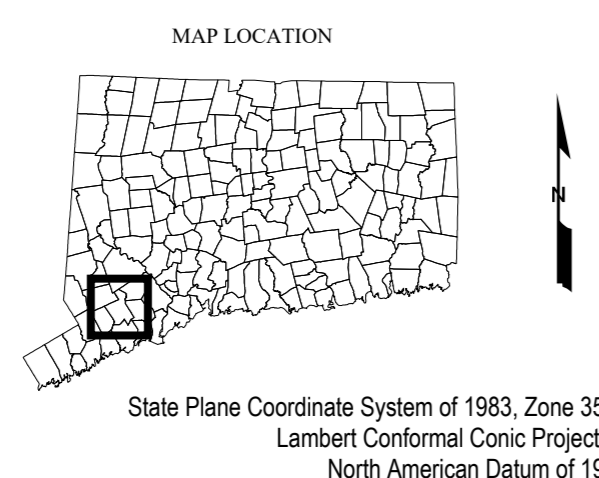 MAP LOCATION
N
State Plane Coordinate System of 1983, Zone 35
Lambert Conformal Conic Project
North American Datum of 19